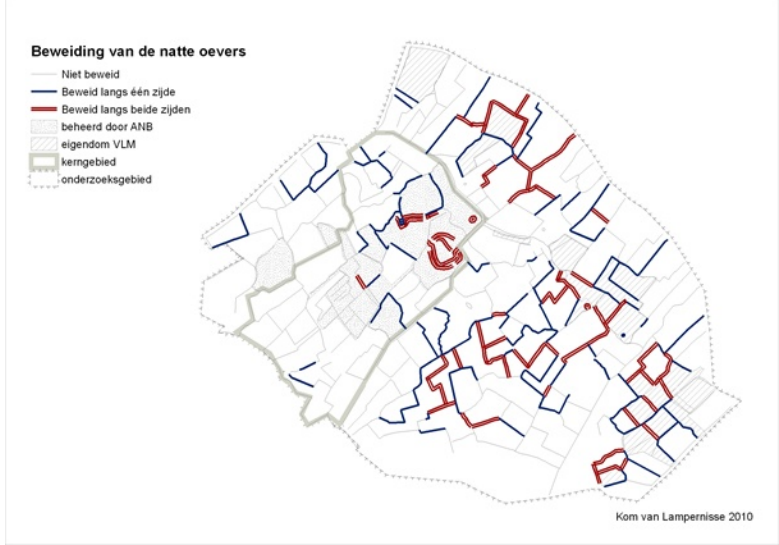 Beweiding van de natte oevers
Niet beweid
Beweid langs één zijde
Beweid langs beide zijden
beheerd door ANB
eigendom VLM
kerngebied
onderzoeksgebied
Kom van Lampernisse 2010